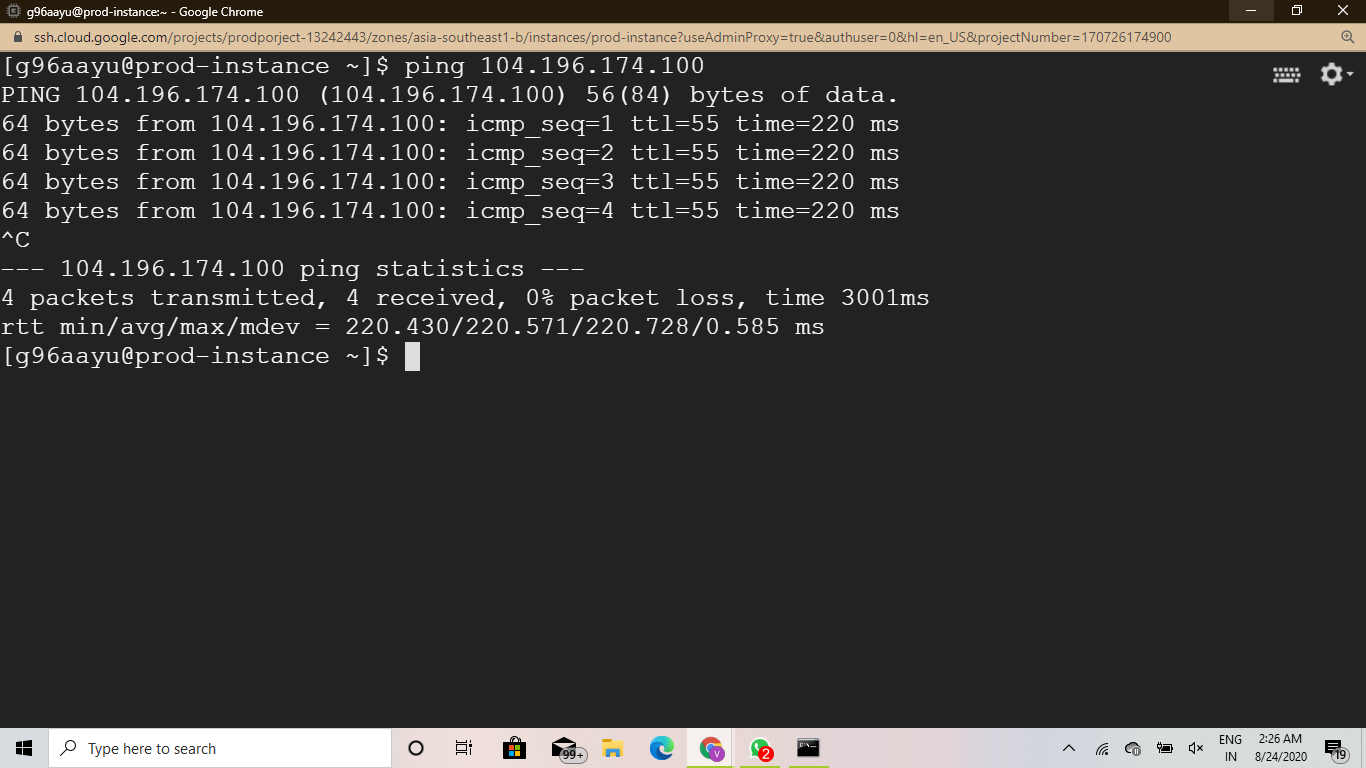 g96aayu@prod-instance:~ - Google Chrome
ssh.cloud.google.com/projects/prodporject-13242443/zones/asia-southeast1-b/instances/prod-instance?useAdminProxy=true&authuser=0&hl=en_US&projectNumber=170726174900
[g96aayu@prod-instance ~]$ ping 104.196.174.100
PING 104.196.174.100 (104.196.174.100) 56(84) bytes of data.
64 bytes from 104.196.174.100: icmp_seq=1 ttl=55 time=220 ms
64 bytes from 104.196.174.100: icmp_seq=2 ttl=55 time=220 ms
64 bytes from 104.196.174.100: icmp_seq=3 ttl=55 time=220 ms
64 bytes from 104.196.174.100: icmp_seq=4 ttl=55 time=220 ms
^C
--- 104.196.174.100 ping statistics ---
4 packets transmitted, 4 received, 0% packet loss, time 3001ms
rtt min/avg/max/mdev = 220.430/220.571/220.728/0.585 ms
[g96aayu@prod-instance ~]$
Type here to search
99+
V
2
ENG
IN
2:26 AM
8/24/2020
19